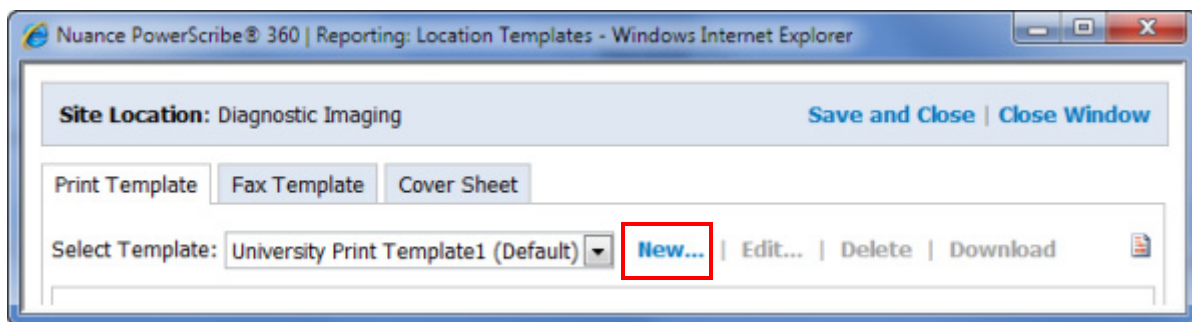 Nuance PowerScribe® 360 | Reporting: Location Templates - Windows Internet Explorer
Site Location: Diagnostic Imaging Save and Close | Close Window
Print Template Fax Template Cover Sheet
Select Template: University Print Template1 (Default) New... | Edit... | Delete | Download